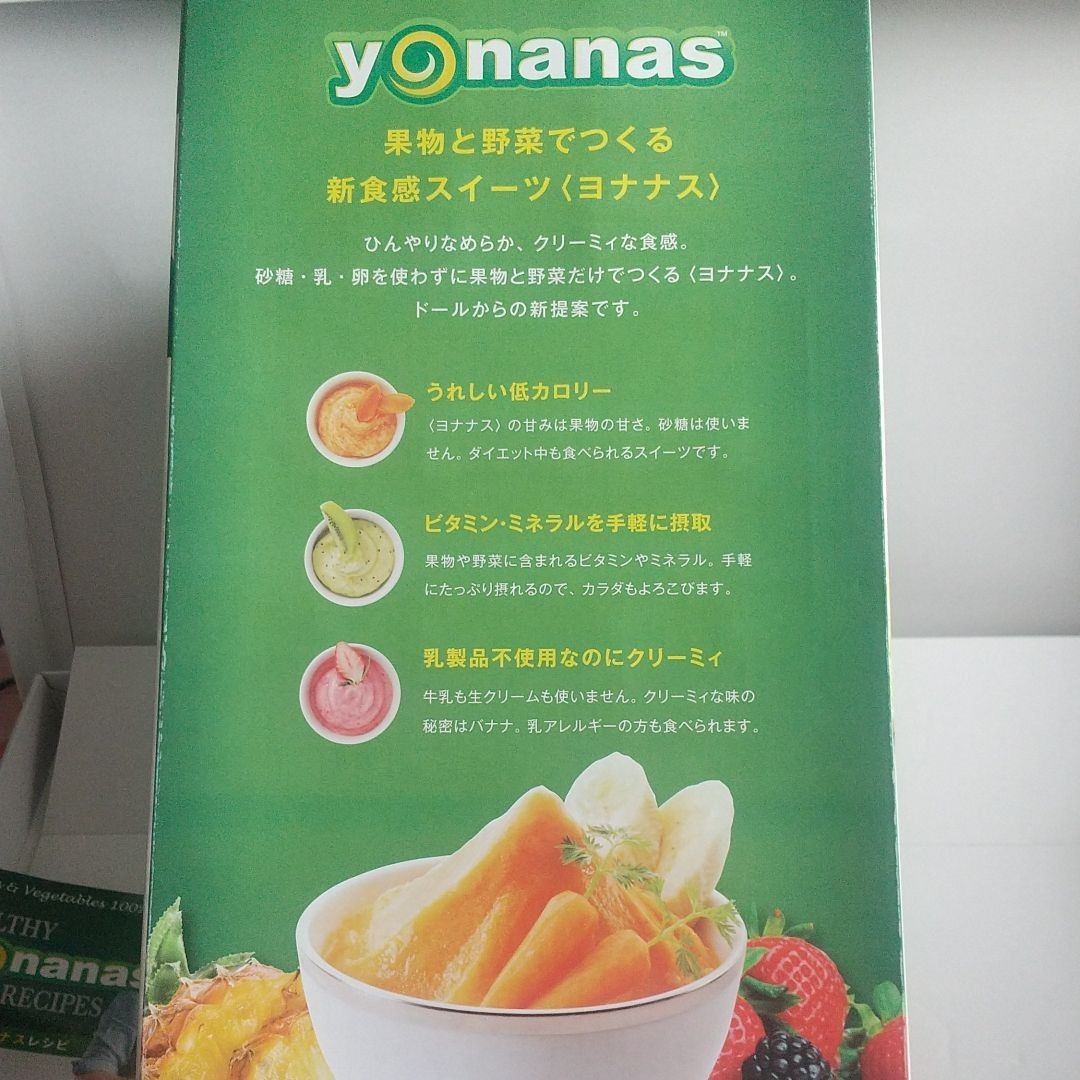 yonanas™
果物と野菜でつくる
新食感スイーツ〈ヨナナス〉
ひんやりなめらか、クリーミィな食感。
砂糖・乳・卵を使わずに果物と野菜だけでつくる〈ヨナナス〉。
ドールからの新提案です。
うれしい低カロリー
〈ヨナナス〉の甘みは果物の甘さ。砂糖は使いま
せん。ダイエット中も食べられるスイーツです。
ビタミン・ミネラルを手軽に摂取
果物や野菜に含まれるビタミンやミネラル。手軽
にたっぷり摂れるので、カラダもよろこびます。
乳製品不使用なのにクリーミィ
牛乳も生クリームも使いません。クリーミィな味の
秘密はバナナ。乳アレルギーの方も食べられます。
& Vegetables 100
LTHY
onanas
RECIPES
ナスレシピ